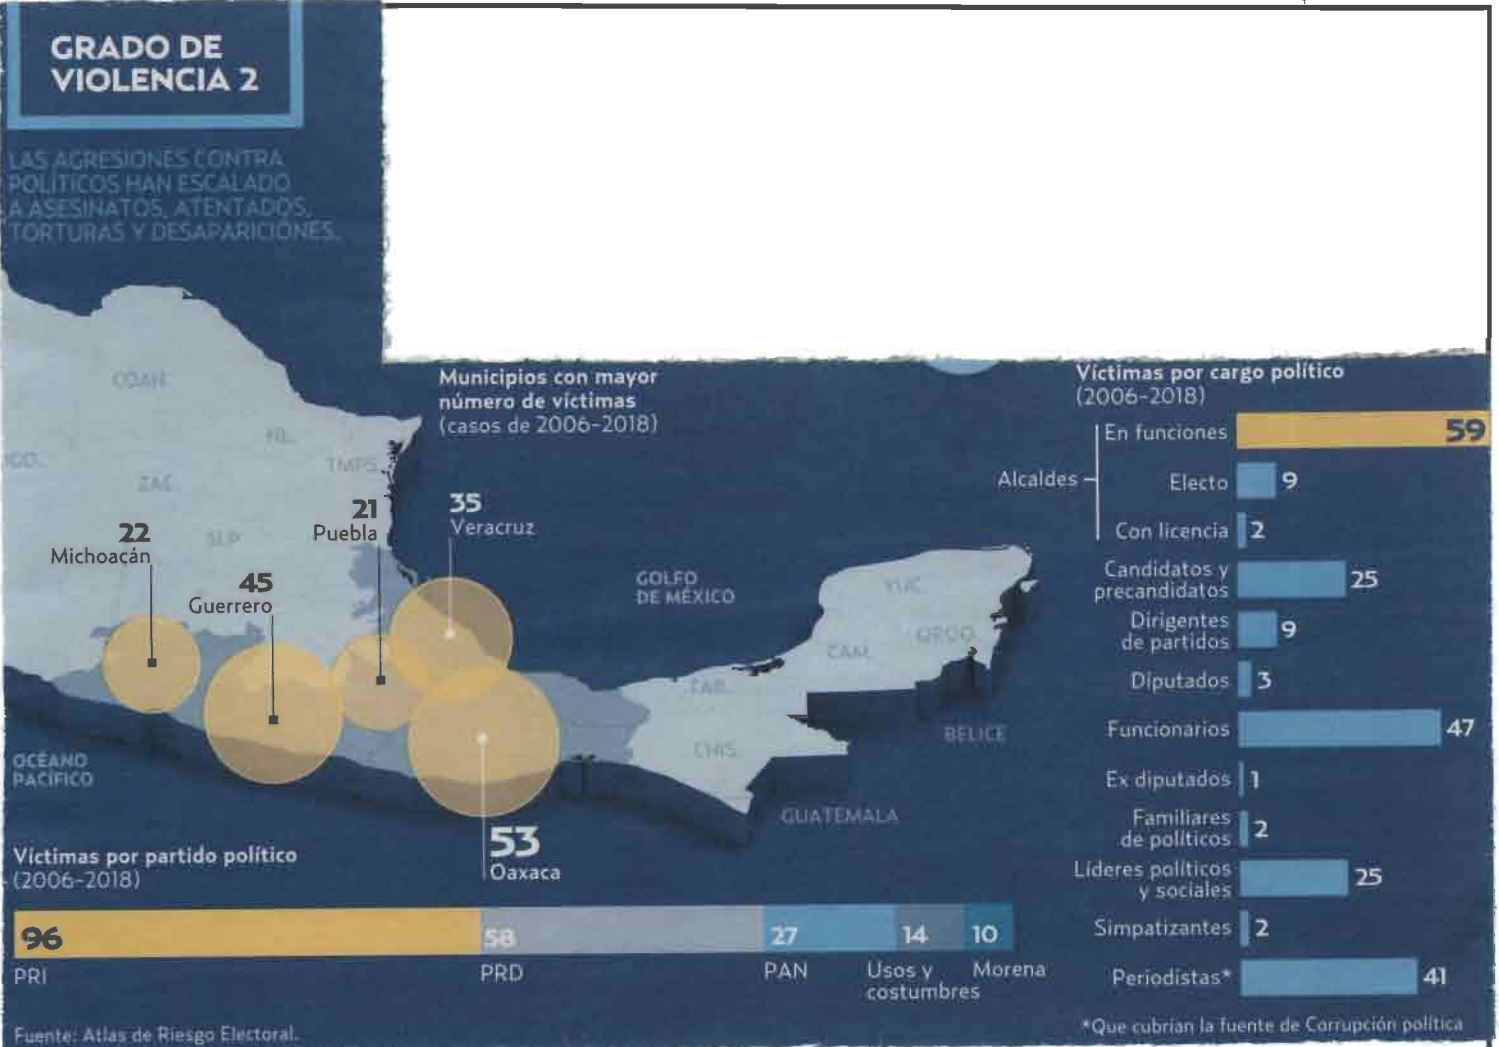 GRADO DE
VIOLENCIA 2
LAS AGRESIONES CONTRA
POLÍTICOS HAN ESCALADO
A ASESINATOS, ATENTADOS,
TORTURAS Y DESAPARICIONES.
COAH.
NL.
TMPS.
ZAC.
SLP.
Municipios con mayor
número de víctimas
(casos de 2006-2018)
22
Michoacán
45
Guerrero
21
Puebla
35
Veracruz
53
Oaxaca
GOLFO
DE MÉXICO
YUC.
QROO.
CAM.
TAB.
CHIS.
BELICE
GUATEMALA
OCÉANO
PACÍFICO
Víctimas por partido político
(2006-2018)
96
58
27
14
10
PRI
PRD
PAN
Usos y
costumbres
Morena
Fuente: Atlas de Riesgo Electoral.
Víctimas por cargo político
(2006-2018)
Alcaldes
En funciones 59
Electo 9
Con licencia 2
Candidatos y
precandidatos 25
Dirigentes
de partidos 9
Diputados 3
Funcionarios 47
Ex diputados 1
Familiares
de políticos 2
Líderes políticos
y sociales 25
Simpatizantes 2
Periodistas* 41
*Que cubrían la fuente de Corrupción política